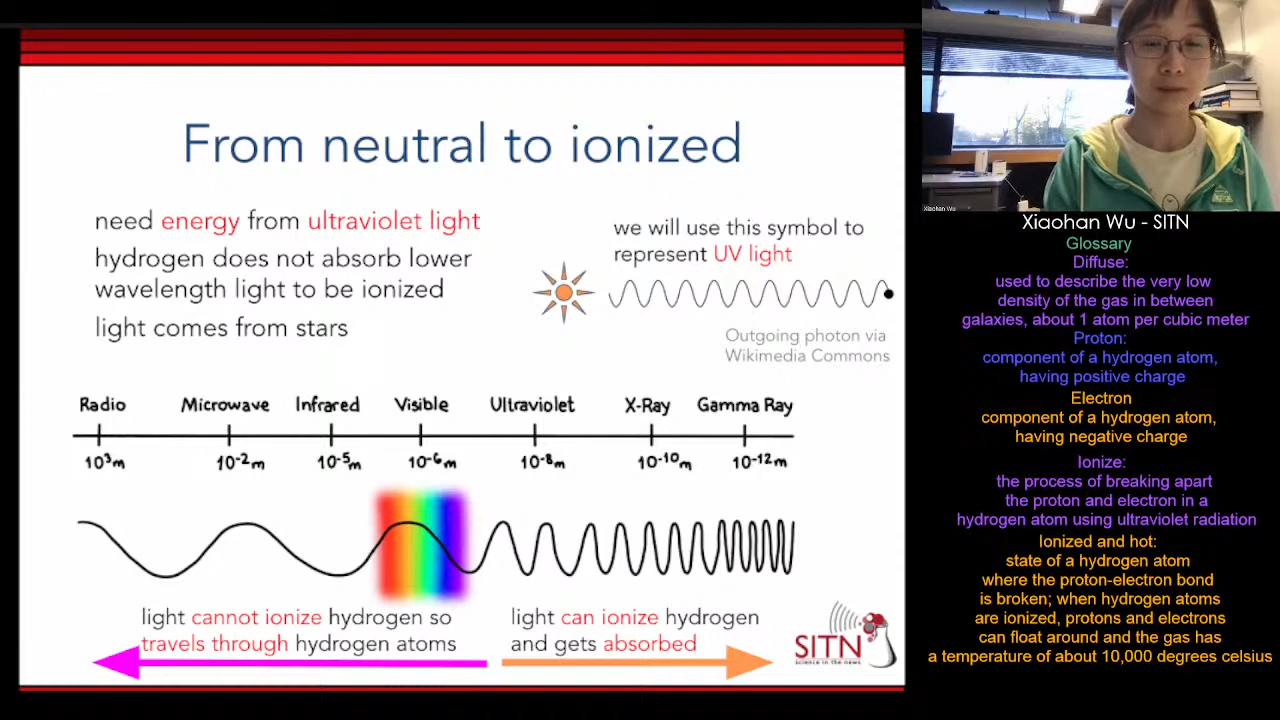 From neutral to ionized
need energy from ultraviolet light
hydrogen does not absorb lower
wavelength light to be ionized
light comes from stars
we will use this symbol to
represent UV light
Outgoing photon via
Wikimedia Commons
Radio Microwave Infrared Visible Ultraviolet X-Ray Gamma Ray
10³m 10⁻²m 10⁻⁵m 10⁻⁶m 10⁻⁸m 10⁻¹⁰m 10⁻¹²m
light cannot ionize hydrogen so
travels through hydrogen atoms
light can ionize hydrogen
and gets absorbed
SITN
science in the news
Xiaohan Wu
Xiaohan Wu - SITN
Glossary
Diffuse:
used to describe the very low
density of the gas in between
galaxies, about 1 atom per cubic meter
Proton:
component of a hydrogen atom,
having positive charge
Electron
component of a hydrogen atom,
having negative charge
Ionize:
the process of breaking apart
the proton and electron in a
hydrogen atom using ultraviolet radiation
Ionized and hot:
state of a hydrogen atom
where the proton-electron bond
is broken; when hydrogen atoms
are ionized, protons and electrons
can float around and the gas has
a temperature of about 10,000 degrees celsius